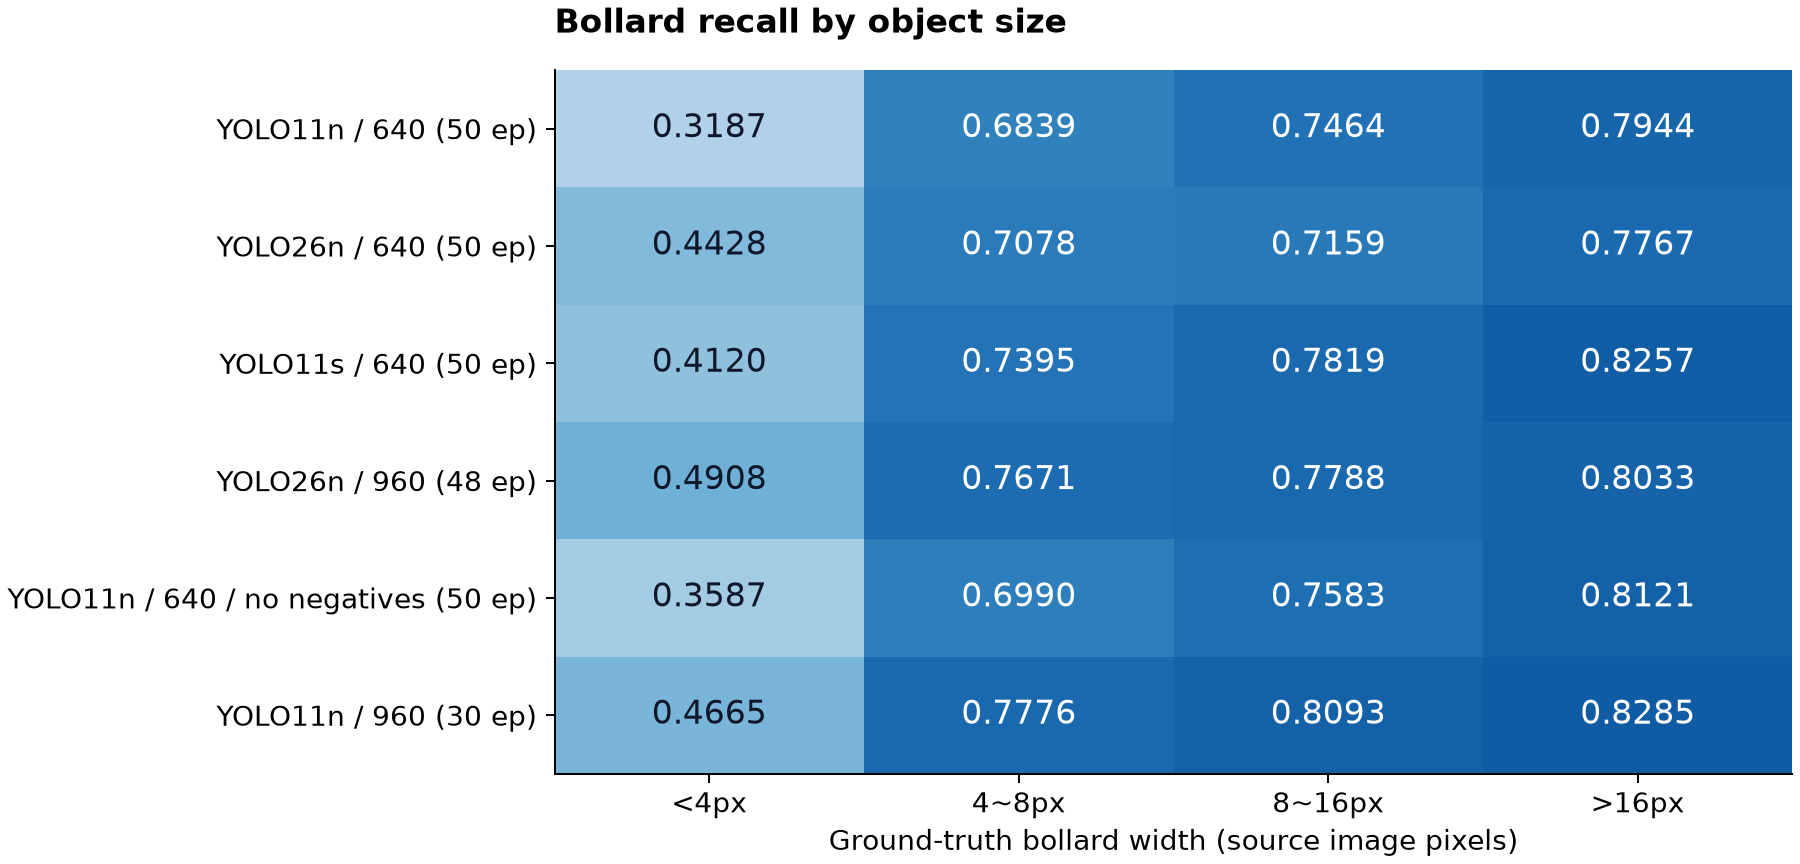 Bollard recall by object size
YOLO11n / 640 (50 ep) 0.3187 0.6839 0.7464 0.7944
YOLO26n / 640 (50 ep) 0.4428 0.7078 0.7159 0.7767
YOLO11s / 640 (50 ep) 0.4120 0.7395 0.7819 0.8257
YOLO26n / 960 (48 ep) 0.4908 0.7671 0.7788 0.8033
YOLO11n / 640 / no negatives (50 ep) 0.3587 0.6990 0.7583 0.8121
YOLO11n / 960 (30 ep) 0.4665 0.7776 0.8093 0.8285
<4px 4~8px 8~16px >16px
Ground-truth bollard width (source image pixels)